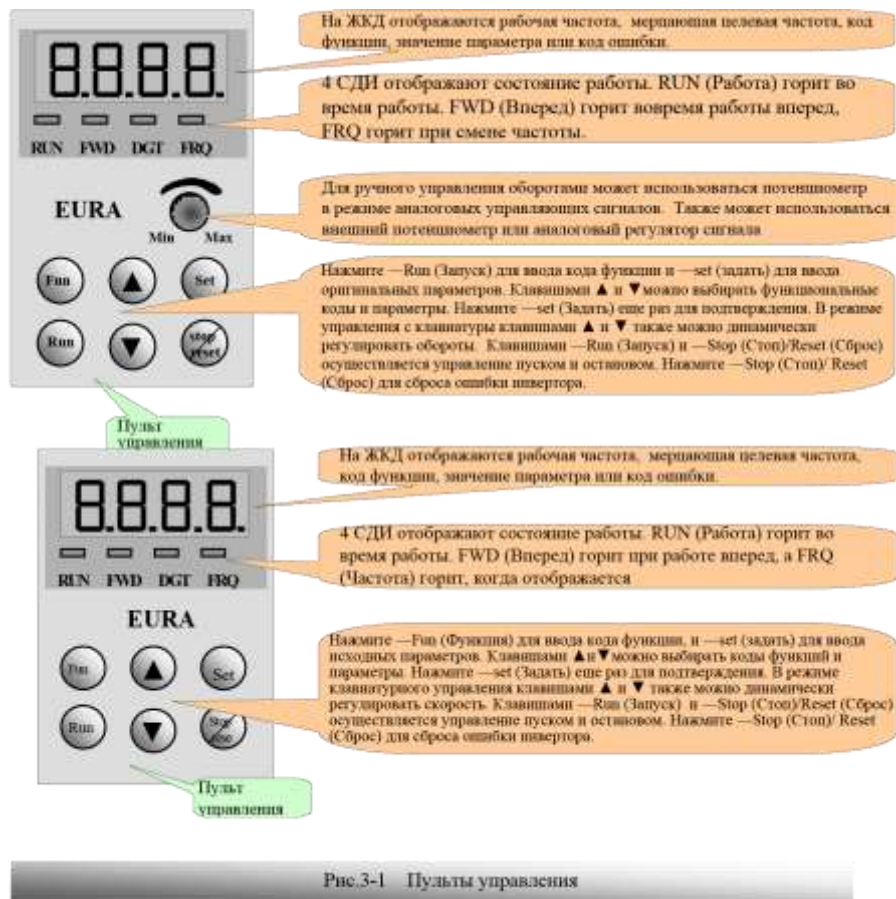 На ЖКД отображаются рабочая частота, мерцающая целевая частота, код
функции, значение параметра или код ошибки.
8.8.8.8.
4 СДИ отображают состояние работы. RUN (Работа) горит во
время работы. FWD (Вперед) горит вовремя работы вперед,
FRQ горит при смене частоты.
RUN FWD DGT FRQ
Для ручного управления оборотами может использоваться потенциометр
в режиме аналоговых управляющих сигналов. Также может использоваться
внешний потенциометр или аналоговый регулятор сигнала
EURA
Min Max
Нажмите —Run (Запуск) для ввода кода функции и —set (задать) для ввода
оригинальных параметров. Клавишами ▲ и ▼можно выбирать функциональные
коды и параметры. Нажмите —set (Задать) еще раз для подтверждения. В режиме
управления с клавиатуры клавишами ▲ и ▼ также можно динамически
регулировать обороты. Клавишами —Run (Запуск) и —Stop (Стоп)/Reset (Сброс)
осуществляется управление пуском и остановом. Нажмите —Stop (Стоп)/ Reset
(Сброс) для сброса ошибки инвертора.
Fun ▲ Set
Run ▼ stop/reset
Пульт
управления
На ЖКД отображаются рабочая частота, мерцающая целевая частота,
код функции, значение параметра или код ошибки.
8.8.8.8.
4 СДИ отображают состояние работы. RUN (Работа) горит во
время работы. FWD (Вперед) горит при работе вперед, а FRQ
(Частота) горит, когда отображается
RUN FWD DGT FRQ
EURA
Нажмите —Fun (Функция) для ввода кода функции, и —set (задать) для ввода
исходных параметров. Клавишами ▲и▼можно выбирать коды функций и
параметры. Нажмите —set (Задать) еще раз для подтверждения. В режиме
клавиатурного управления клавишами ▲ и ▼ также можно динамически
регулировать скорость. Клавишами —Run (Запуск) и —Stop (Стоп)/Reset (Сброс)
осуществляется управление пуском и остановом. Нажмите —Stop (Стоп)/ Reset
(Сброс) для сброса ошибки инвертора.
Fun ▲ Set
Run ▼ Stop
Пульт
управления
Рис.3-1 Пульты управления